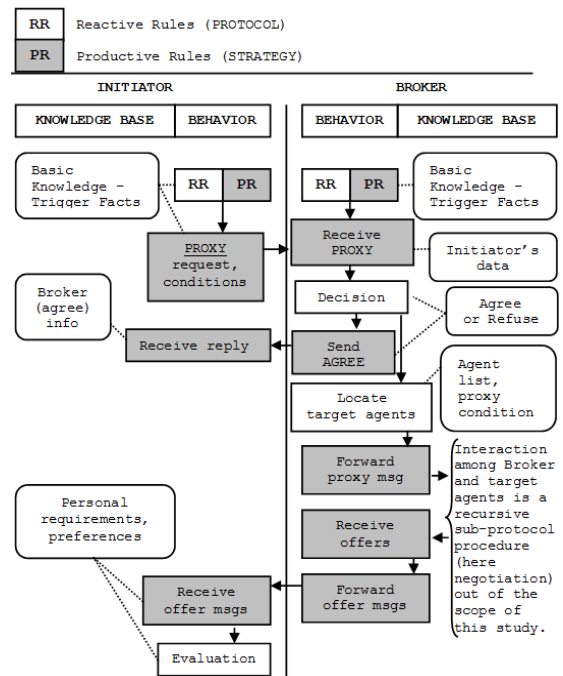 RR Reactive Rules (PROTOCOL)
PR Productive Rules (STRATEGY)
INITIATOR
BROKER
KNOWLEDGE BASE
BEHAVIOR
BEHAVIOR
KNOWLEDGE BASE
Basic
Knowledge –
Trigger Facts
RR
PR
RR
PR
Basic
Knowledge –
Trigger Facts
PROXY
request,
conditions
Receive
PROXY
Initiator's
data
Decision
Broker
(agree)
info
Agree
or Refuse
Receive reply
Send
AGREE
Agent
list,
proxy
condition
Locate
target agents
Forward
proxy msg
Interaction
among Broker
and target
agents is a
recursive
sub-protocol
procedure
(here
negotiation)
out of the
scope of
this study.
Personal
requirements,
preferences
Receive
offers
Receive
offer msgs
Forward
offer msgs
Evaluation